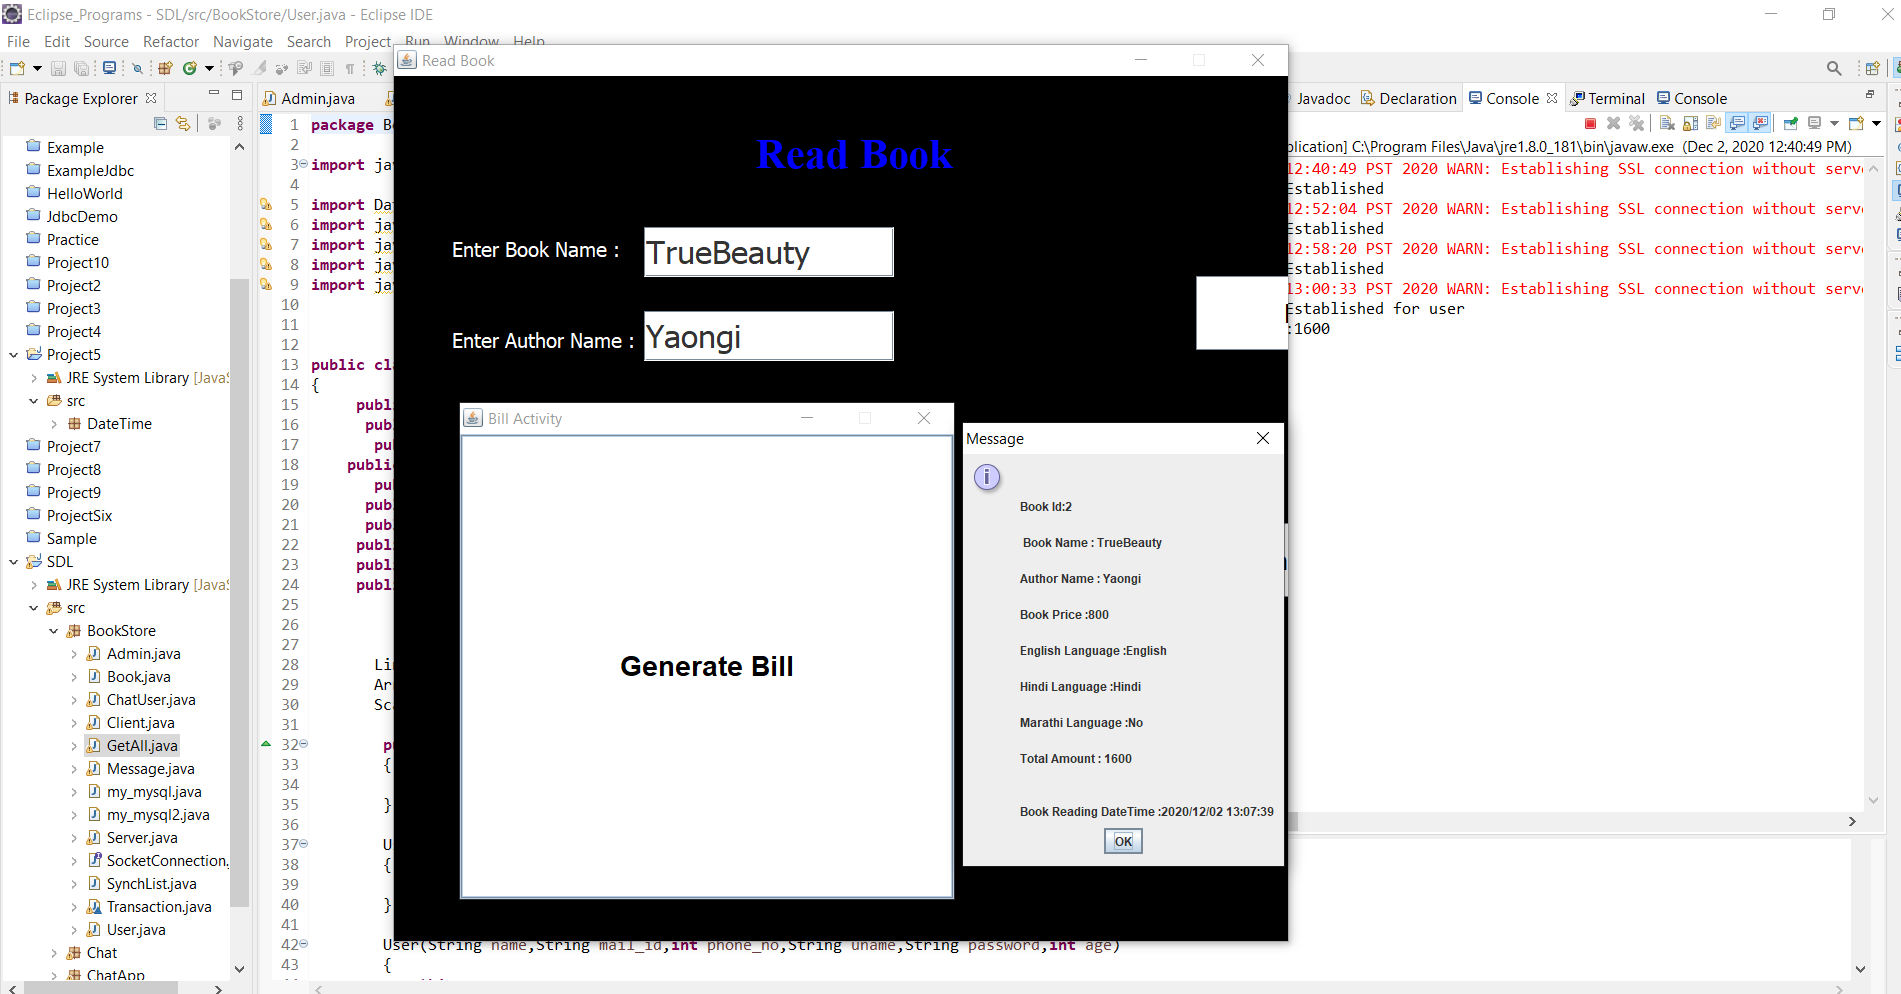 Eclipse_Programs - SDL/src/BookStore/User.java - Eclipse IDE
File Edit Source Refactor Navigate Search Project Run Window Help
Package Explorer
Example
ExampleJdbc
HelloWorld
JdbcDemo
Practice
Project10
Project2
Project3
Project4
Project5
JRE System Library [Java
src
DateTime
Project7
Project8
Project9
ProjectSix
Sample
SDL
JRE System Library [Java
src
BookStore
Admin.java
Book.java
ChatUser.java
Client.java
GetAll.java
Message.java
my_mysql.java
my_mysql2.java
Server.java
SocketConnection.
SynchList.java
Transaction.java
User.java
Chat
ChatApp
Admin.java
1 package B
2
3 import ja
4
5 import Da
6 import ja
7 import ja
8 import ja
9 import ja
10
11
12
13 public cl
14 {
15 publ
16 publ
17 pu
18 public
19 pu
20 pub
21 pub
22 publ
23 publ
24 publ
25
26
27
28 Li
29 Ar
30 Sc
31
32 p
33 {
34
35 }
36
37 U
38 {
39
40 }
41
42 User(String name,String mail_id,int phone_no,String uname,String password,int age)
43 {
Read Book
Read Book
Enter Book Name : TrueBeauty
Enter Author Name : Yaongi
Bill Activity
Generate Bill
Message
Book Id:2
Book Name : TrueBeauty
Author Name : Yaongi
Book Price :800
English Language :English
Hindi Language :Hindi
Marathi Language :No
Total Amount : 1600
Book Reading DateTime :2020/12/02 13:07:39
OK
Javadoc Declaration Console Terminal Console
plication] C:\Program Files\Java\jre1.8.0_181\bin\javaw.exe (Dec 2, 2020 12:40:49 PM)
12:40:49 PST 2020 WARN: Establishing SSL connection without serv
Established
12:52:04 PST 2020 WARN: Establishing SSL connection without serv
Established
12:58:20 PST 2020 WARN: Establishing SSL connection without serv
Established
13:00:33 PST 2020 WARN: Establishing SSL connection without serv
Established for user
:1600